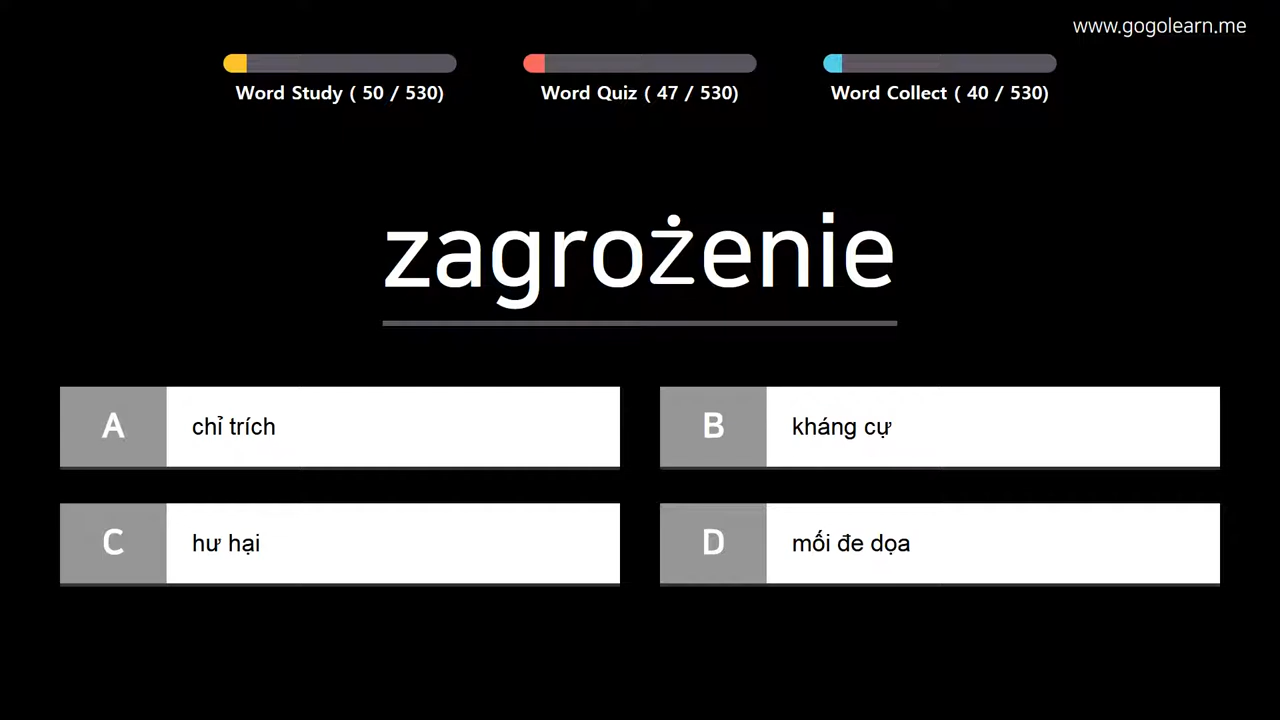 www.gogolearn.me
Word Study ( 50 / 530)
Word Quiz ( 47 / 530)
Word Collect ( 40 / 530)
zagrożenie
A chỉ trích
B kháng cự
C hư hại
D mối đe dọa